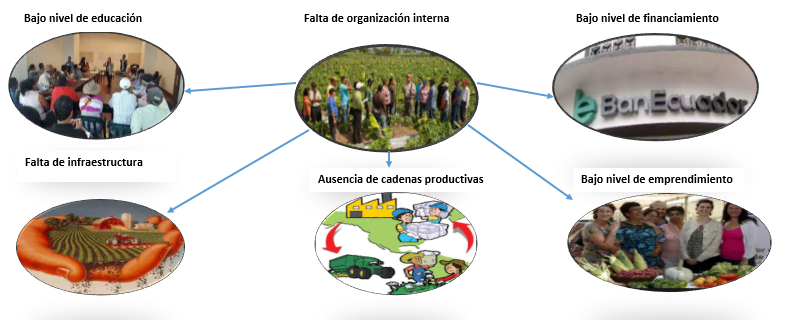 Bajo nivel de educación
Falta de organización interna
Bajo nivel de financiamiento
BanEcuador
Falta de infraestructura
Ausencia de cadenas productivas
Bajo nivel de emprendimiento